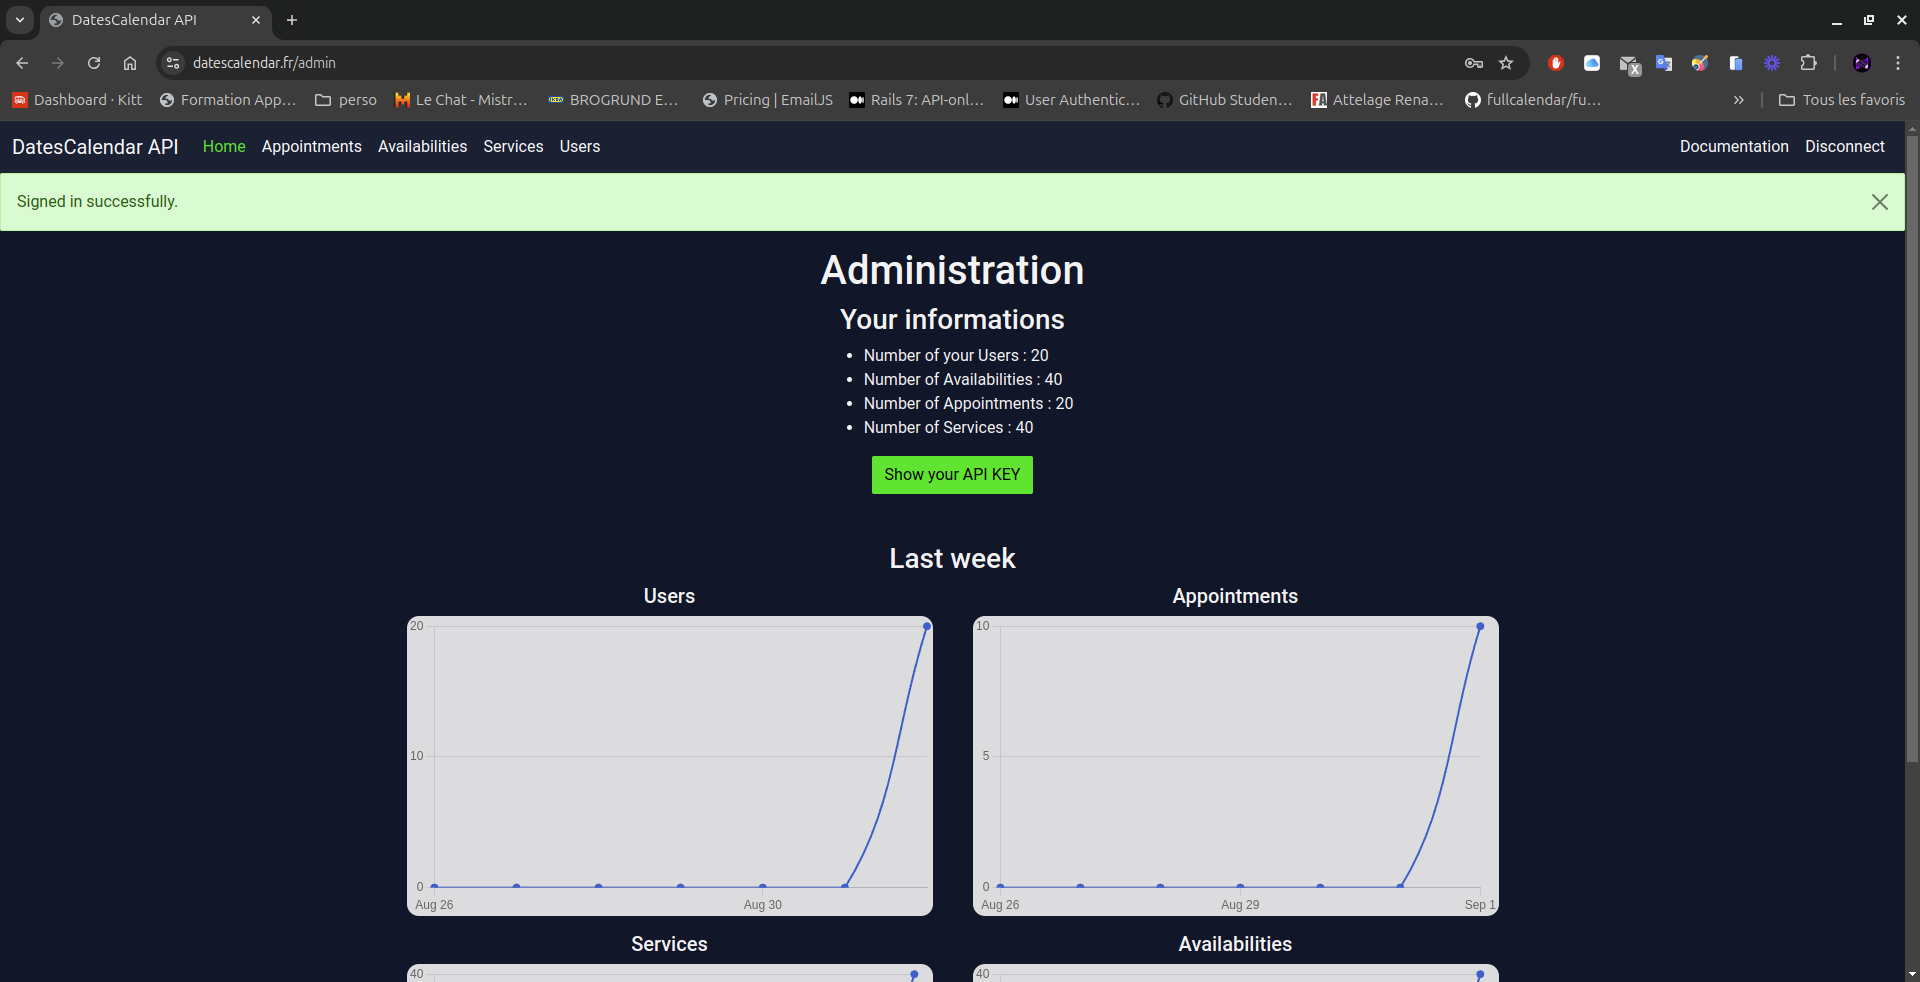 DatesCalendar API
datescalendar.fr/admin
Dashboard · Kitt
Formation App…
perso
Le Chat - Mistr…
BROGRUND E…
Pricing | EmailJS
Rails 7: API-onl…
User Authentic…
GitHub Studen…
Attelage Rena…
fullcalendar/fu…
Tous les favoris
DatesCalendar API Home Appointments Availabilities Services Users Documentation Disconnect
Signed in successfully.
Administration
Your informations
Number of your Users : 20
Number of Availabilities : 40
Number of Appointments : 20
Number of Services : 40
Show your API KEY
Last week
Users
20
10
0
Aug 26 Aug 30
Appointments
10
5
0
Aug 26 Aug 29 Sep 1
Services
40
Availabilities
40